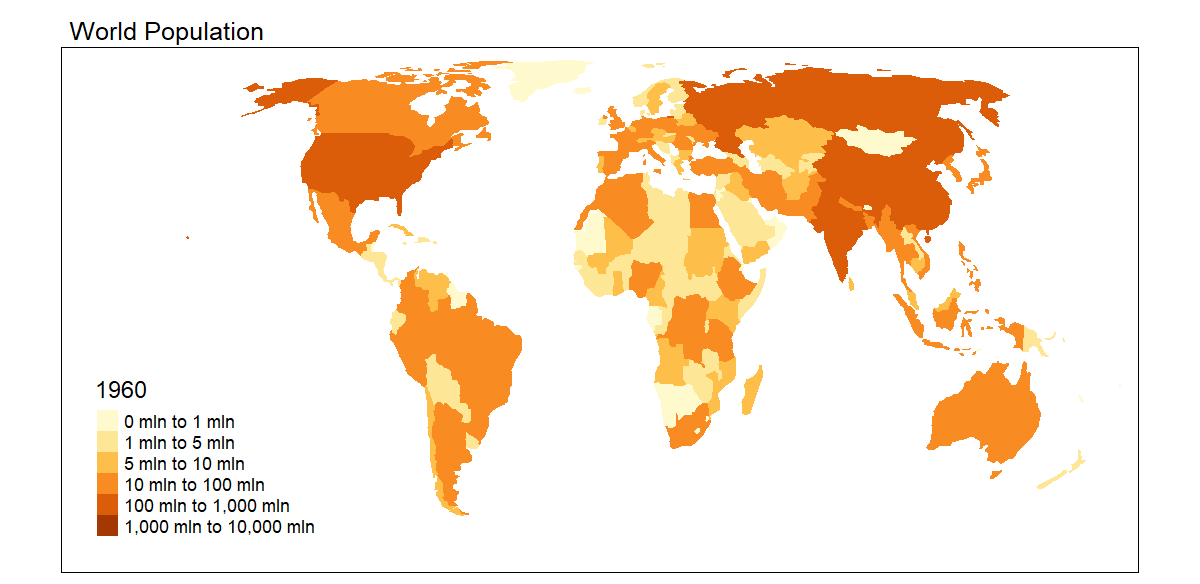 World Population
1960
0 mln to 1 mln
1 mln to 5 mln
5 mln to 10 mln
10 mln to 100 mln
100 mln to 1,000 mln
1,000 mln to 10,000 mln